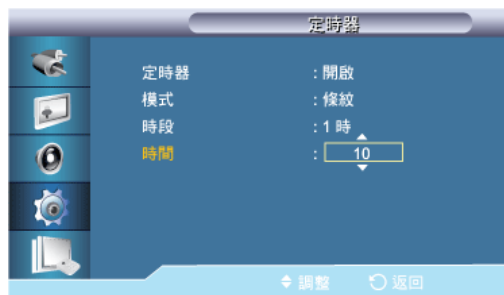 定時器
定時器 : 開啟
模式 : 條紋
時段 : 1 時
時間 : 10
調整 返回